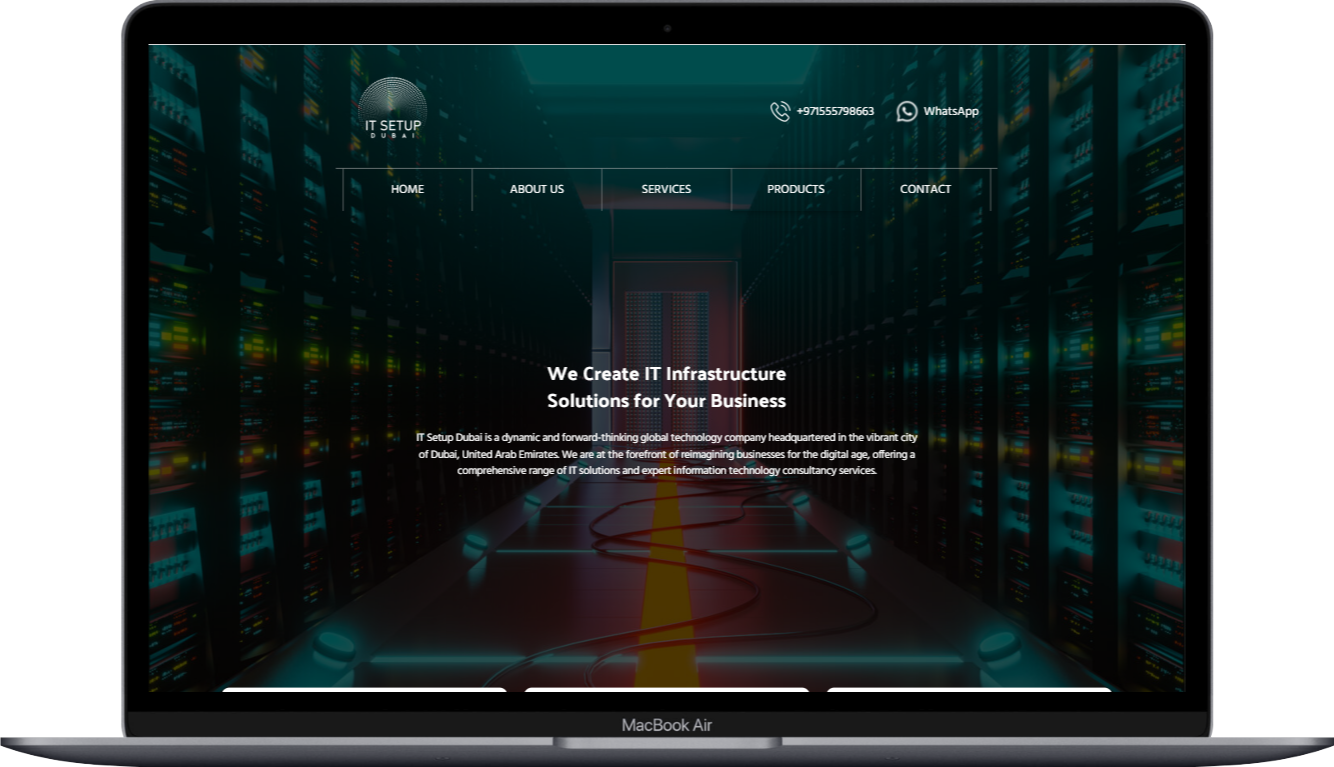 IT SETUP
DUBAI
+971555798663
WhatsApp
HOME
ABOUT US
SERVICES
PRODUCTS
CONTACT
We Create IT Infrastructure
Solutions for Your Business
IT Setup Dubai is a dynamic and forward-thinking global technology company headquartered in the vibrant city
of Dubai, United Arab Emirates. We are at the forefront of reimagining businesses for the digital age, offering a
comprehensive range of IT solutions and expert information technology consultancy services.
MacBook Air